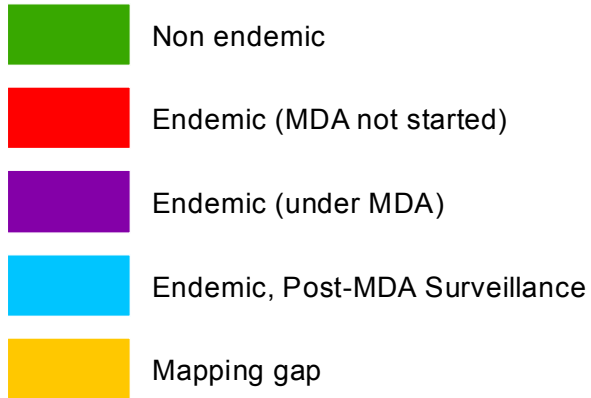 Non endemic
Endemic (MDA not started)
Endemic (under MDA)
Endemic, Post-MDA Surveillance
Mapping gap